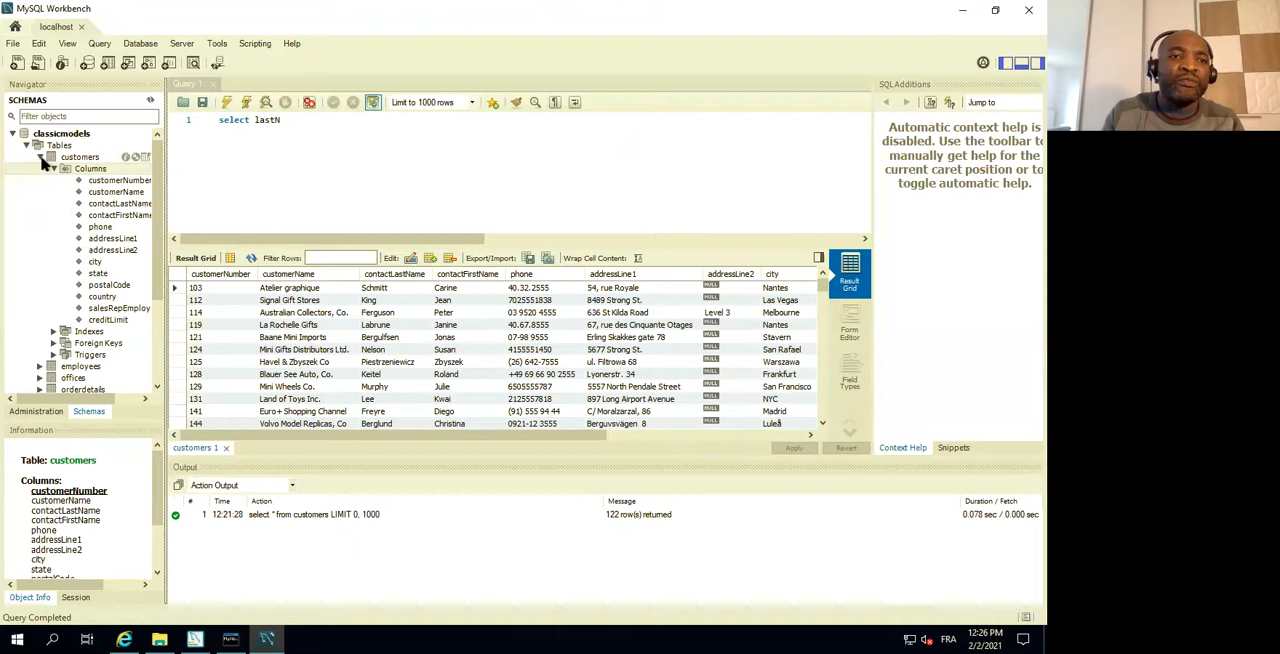 MySQL Workbench
localhost
File Edit View Query Database Server Tools Scripting Help
Navigator
SCHEMAS
Filter objects
classicmodels
Tables
customers
Columns
customerNumber
customerName
contactLastName
contactFirstName
phone
addressLine1
addressLine2
city
state
postalCode
country
salesRepEmploy
creditLimit
Indexes
Foreign Keys
Triggers
employees
offices
orderdetails
Administration Schemas
Information
Table: customers
Columns:
customerNumber
customerName
contactLastName
contactFirstName
phone
addressLine1
addressLine2
city
state
postalCode
Object Info Session
Query Completed
Query 1
Limit to 1000 rows
1 select lastN
Result Grid Filter Rows: Edit: Export/Import: Wrap Cell Content:
customerNumber customerName contactLastName contactFirstName phone addressLine1 addressLine2 city
103 Atelier graphique Schmitt Carine 40.32.2555 54, rue Royale NULL Nantes
112 Signal Gift Stores King Jean 7025551838 8489 Strong St. NULL Las Vegas
114 Australian Collectors, Co. Ferguson Peter 03 9520 4555 636 St Kilda Road Level 3 Melbourne
119 La Rochelle Gifts Labrune Janine 40.67.8555 67, rue des Cinquante Otages NULL Nantes
121 Baane Mini Imports Bergulfsen Jonas 07-98 9555 Erling Skakkes gate 78 NULL Stavern
124 Mini Gifts Distributors Ltd. Nelson Susan 4155551450 5677 Strong St. NULL San Rafael
125 Havel & Zbyszek Co Piestrzeniewicz Zbyszek (26) 642-7555 ul. Filtrowa 68 NULL Warszawa
128 Blauer See Auto, Co. Keitel Roland +49 69 66 90 2555 Lyonerstr. 34 NULL Frankfurt
129 Mini Wheels Co. Murphy Julie 6505555787 5557 North Pendale Street NULL San Francisco
131 Land of Toys Inc. Lee Kwai 2125557818 897 Long Airport Avenue NULL NYC
141 Euro+ Shopping Channel Freyre Diego (91) 555 94 44 C/ Moralzarzal, 86 NULL Madrid
144 Volvo Model Replicas, Co Berglund Christina 0921-12 3555 Berguvsvägen 8 NULL Luleå
customers 1
Apply Revert
Result Grid
Form Editor
Field Types
Output
Action Output
# Time Action Message Duration / Fetch
1 12:21:28 select * from customers LIMIT 0, 1000 122 row(s) returned 0.078 sec / 0.000 sec
SQLAdditions
Jump to
Automatic context help is
disabled. Use the toolbar to
manually get help for the
current caret position or to
toggle automatic help.
Context Help Snippets
FRA
12:26 PM
2/2/2021